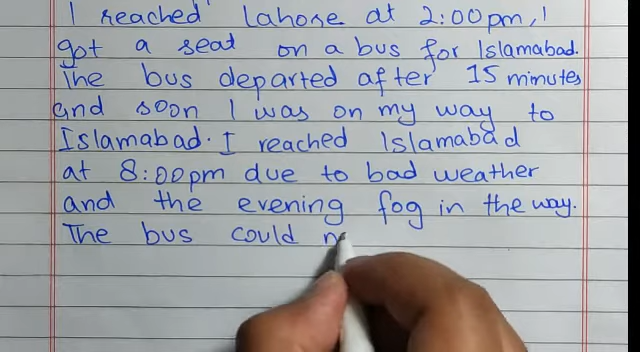 I reached Lahore at 2:00pm, I
got a seat on a bus for Islamabad.
The bus departed after 15 minutes
and soon I was on my way to
Islamabad. I reached Islamabad
at 8:00pm due to bad weather
and the evening fog in the way.
The bus could